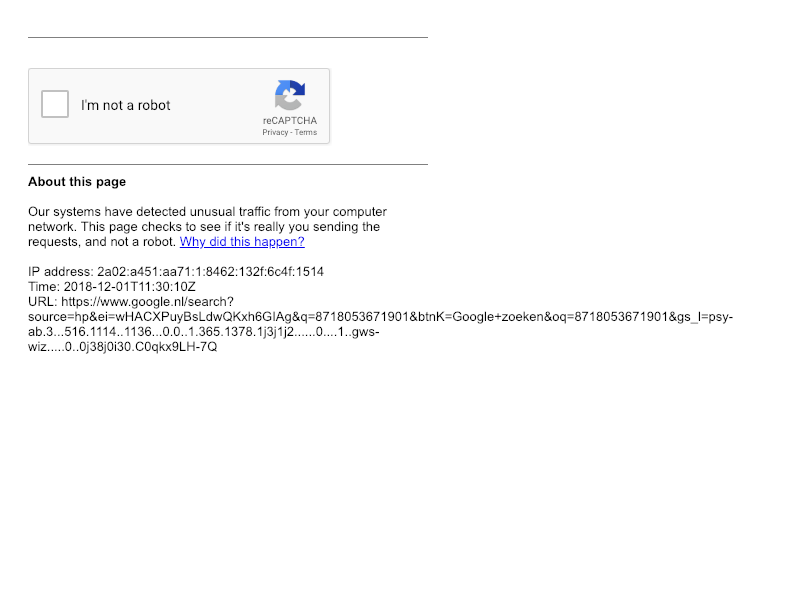 I'm not a robot
reCAPTCHA
Privacy - Terms
About this page
Our systems have detected unusual traffic from your computer
network. This page checks to see if it's really you sending the
requests, and not a robot. Why did this happen?
IP address: 2a02:a451:aa71:1:8462:132f:6c4f:1514
Time: 2018-12-01T11:30:10Z
URL: https://www.google.nl/search?
source=hp&ei=wHACXPuyBsLdwQKxh6GIAg&q=8718053671901&btnK=Google+zoeken&oq=8718053671901&gs_l=psy-
ab.3...516.1114..1136...0.0..1.365.1378.1j3j1j2......0....1..gws-
wiz.....0..0j38j0i30.C0qkx9LH-7Q